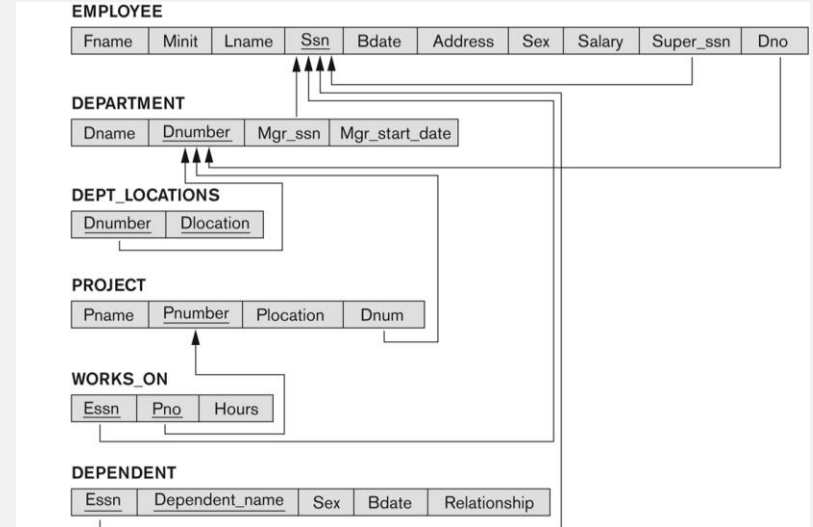 EMPLOYEE
Fname Minit Lname Ssn Bdate Address Sex Salary Super_ssn Dno
DEPARTMENT
Dname Dnumber Mgr_ssn Mgr_start_date
DEPT_LOCATIONS
Dnumber Dlocation
PROJECT
Pname Pnumber Plocation Dnum
WORKS_ON
Essn Pno Hours
DEPENDENT
Essn Dependent_name Sex Bdate Relationship